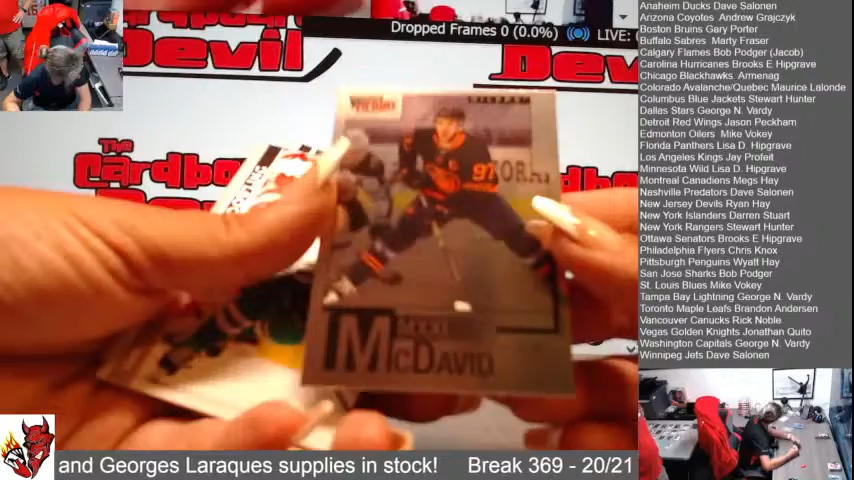 Dropped Frames 0 (0.0%)
LIVE:
Cardboard
Devil
Dev
The
Cardb
97
McDAVID
Anaheim Ducks Dave Salonen
Arizona Coyotes Andrew Grajczyk
Boston Bruins Gary Porter
Buffalo Sabres Marty Fraser
Calgary Flames Bob Podger (Jacob)
Carolina Hurricanes Brooks E Hipgrave
Chicago Blackhawks Armenag
Colorado Avalanche/Quebec Maurice Lalonde
Columbus Blue Jackets Stewart Hunter
Dallas Stars George N. Vardy
Detroit Red Wings Jason Peckham
Edmonton Oilers Mike Vokey
Florida Panthers Lisa D. Hipgrave
Los Angeles Kings Jay Profeit
Minnesota Wild Lisa D. Hipgrave
Montreal Canadiens Megs Hay
Nashville Predators Dave Salonen
New Jersey Devils Ryan Hay
New York Islanders Darren Stuart
New York Rangers Stewart Hunter
Ottawa Senators Brooks E Hipgrave
Philadelphia Flyers Chris Knox
Pittsburgh Penguins Wyatt Hay
San Jose Sharks Bob Podger
St. Louis Blues Mike Vokey
Tampa Bay Lightning George N. Vardy
Toronto Maple Leafs Brandon Andersen
Vancouver Canucks Rick Noble
Vegas Golden Knights Jonathan Quito
Washington Capitals George N. Vardy
Winnipeg Jets Dave Salonen
and Georges Laraques supplies in stock! Break 369 - 20/21